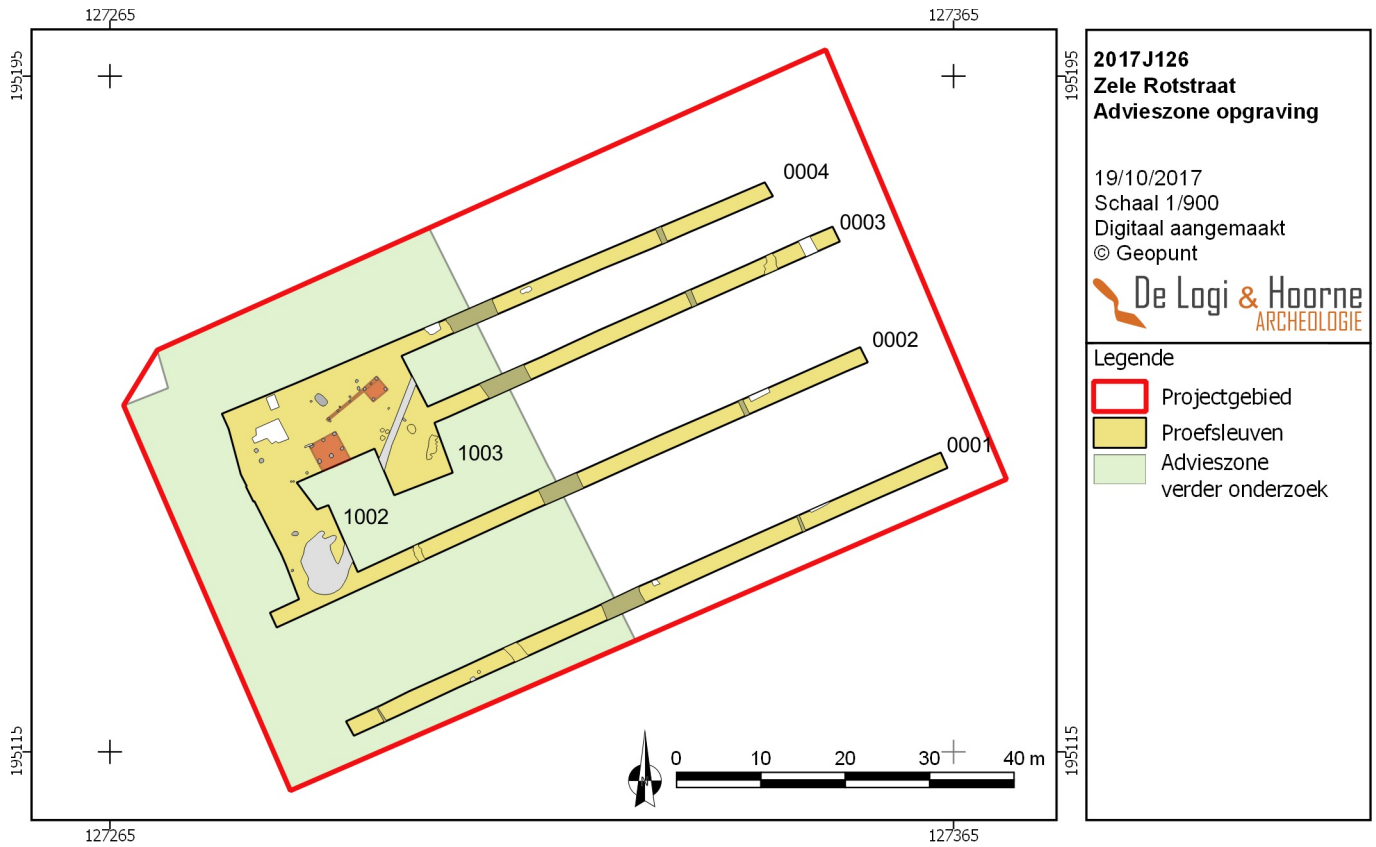 127265
127365
195195
195195
2017J126
Zele Rotstraat
Advieszone opgraving
19/10/2017
Schaal 1/900
Digitaal aangemaakt
© Geopunt
De Logi & Hoorne
ARCHEOLOGIE
Legende
Projectgebied
Proefsleuven
Advieszone
verder onderzoek
0004
0003
0002
0001
1003
1002
0 10 20 30 40 m
N
195115
195115
127265
127365